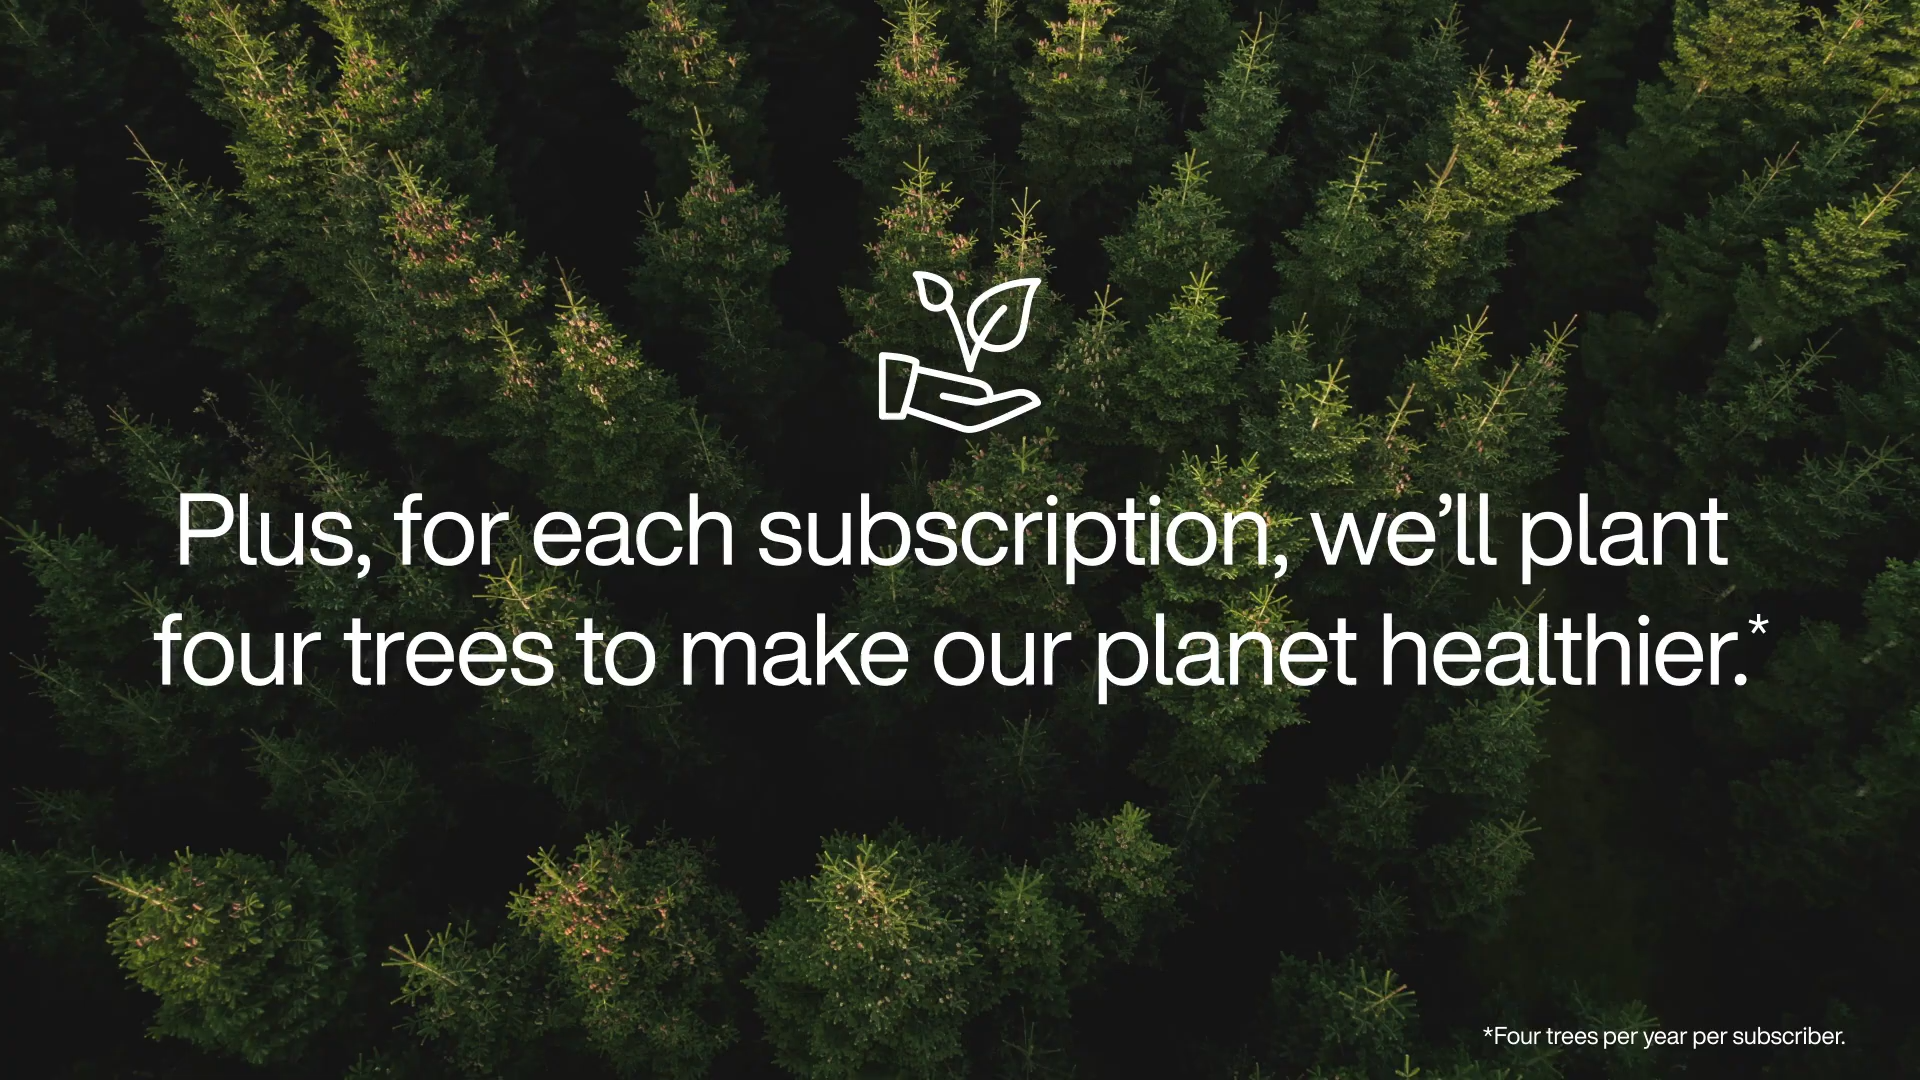 Plus, for each subscription, we’ll plant
four trees to make our planet healthier.*
*Four trees per year per subscriber.